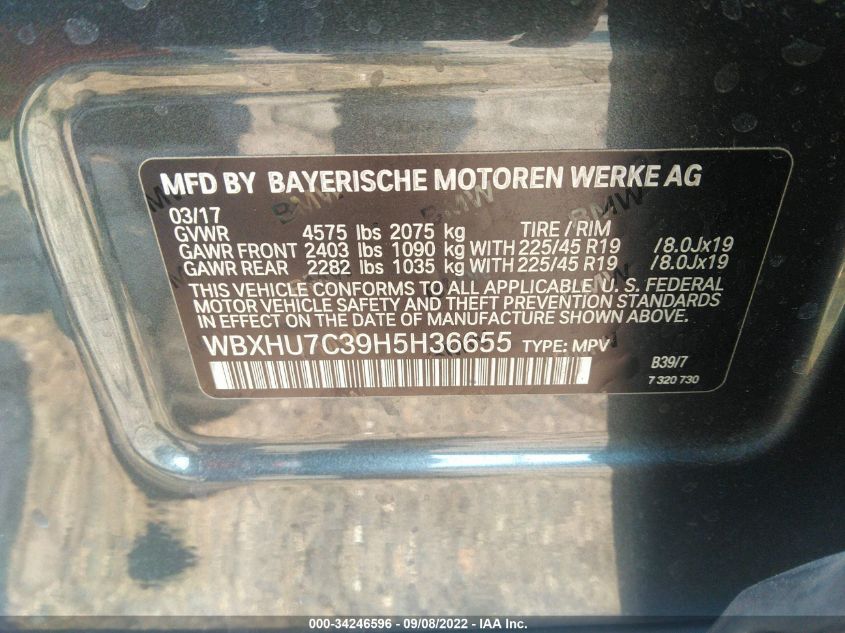 MFD BY BAYERISCHE MOTOREN WERKE AG
03/17
GVWR 4575 lbs 2075 kg TIRE / RIM
GAWR FRONT 2403 lbs 1090 kg WITH 225/45 R19 /8.0Jx19
GAWR REAR 2282 lbs 1035 kg WITH 225/45 R19 /8.0Jx19
THIS VEHICLE CONFORMS TO ALL APPLICABLE U. S. FEDERAL
MOTOR VEHICLE SAFETY AND THEFT PREVENTION STANDARDS
IN EFFECT ON THE DATE OF MANUFACTURE SHOWN ABOVE.
WBXHU7C39H5H36655 TYPE: MPV
B39/7
7 320 730
000-34246596 - 09/08/2022 - IAA Inc.